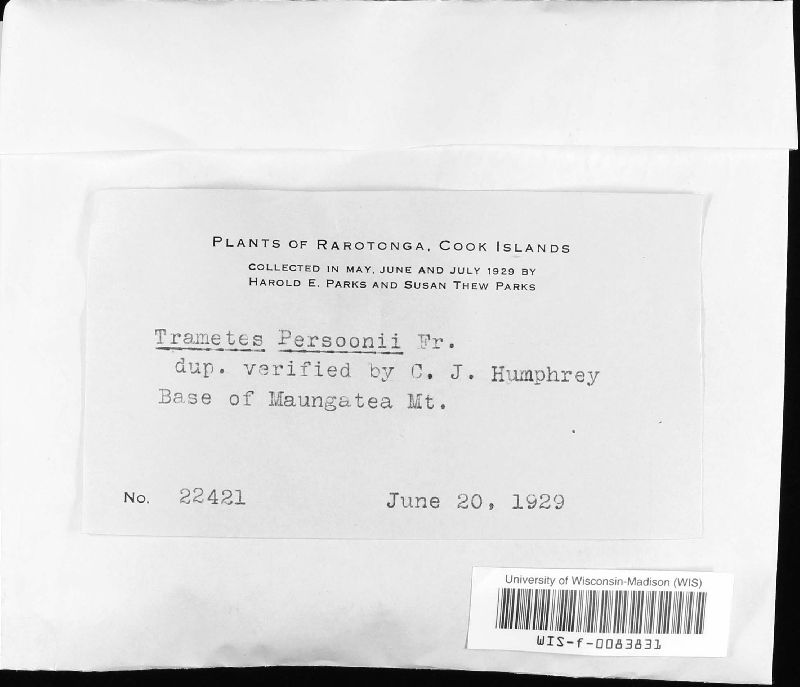 PLANTS OF RAROTONGA, COOK ISLANDS
COLLECTED IN MAY, JUNE AND JULY 1929 BY
HAROLD E. PARKS AND SUSAN THEW PARKS
Trametes Persoonii Fr.
dup. verified by C. J. Humphrey
Base of Maungatea Mt.
No. 22421 June 20, 1929
University of Wisconsin-Madison (WIS)
WIS-f-0083831